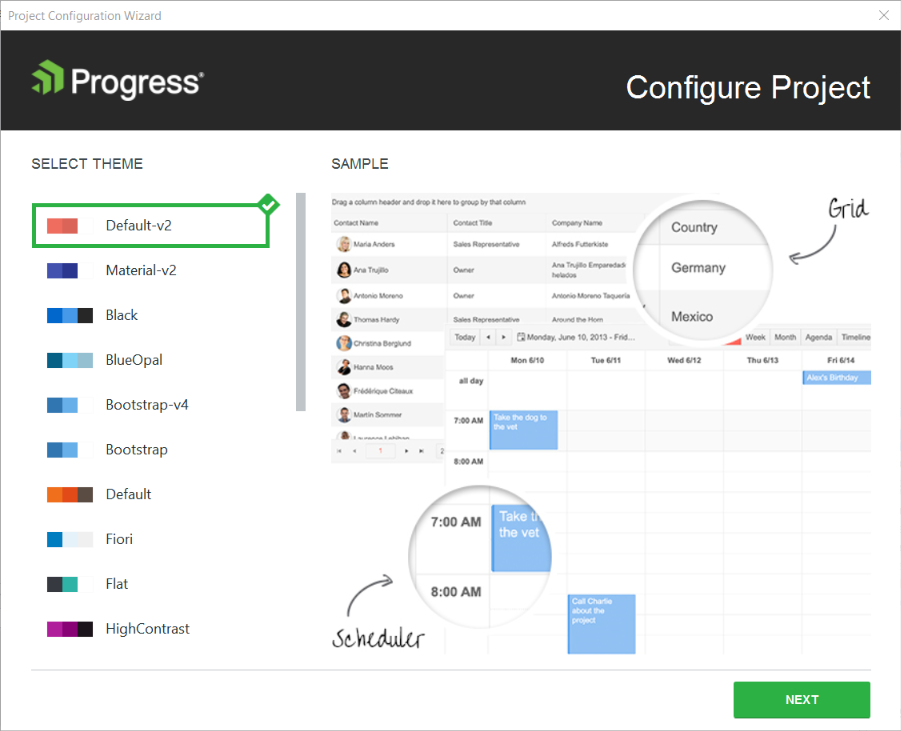 Project Configuration Wizard
Progress
Configure Project
SELECT THEME
Default-v2
Material-v2
Black
BlueOpal
Bootstrap-v4
Bootstrap
Default
Fiori
Flat
HighContrast
SAMPLE
Drag a column header and drop it here to group by that column
Contact Name Contact Title Company Name
Maria Anders Sales Representative Alfreds Futterkiste
Ana Trujillo Owner Ana Trujillo Emparedados
helados
Antonio Moreno Owner Antonio Moreno Taquería
Thomas Hardy Sales Representative Around the Horn
Christina Berglund
Hanna Moos
Frédérique Citeaux
Martín Sommer
Laurence Lebihan
1 2
Country
Germany
Mexico
Grid
Today Monday, June 10, 2013 - Frid... Week Month Agenda Timeline
Mon 6/10 Tue 6/11 Wed 6/12 Thu 6/13 Fri 6/14
all day Alex's Birthday
7:00 AM Take the dog to
the vet
8:00 AM
7:00 AM Take th
the vet
8:00 AM
Call Charlie
about the
project
Scheduler
NEXT